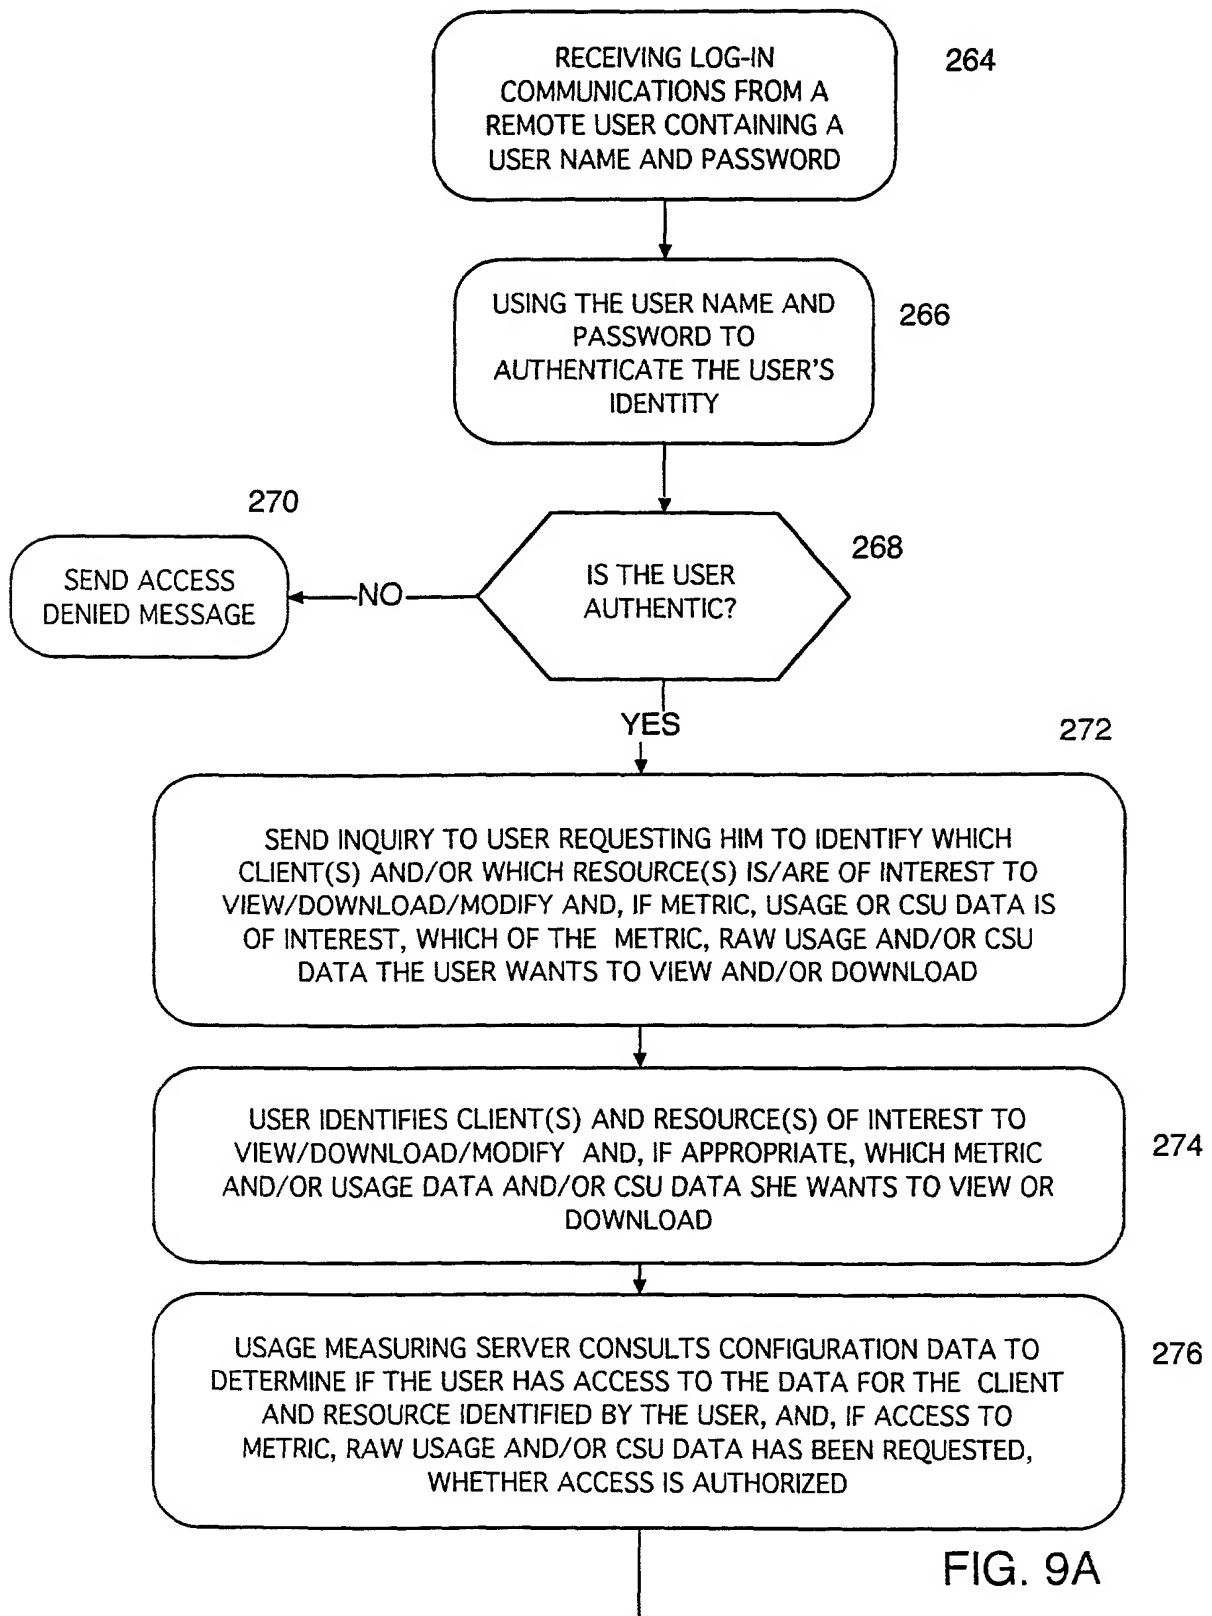 RECEIVING LOG-IN
COMMUNICATIONS FROM A
REMOTE USER CONTAINING A
USER NAME AND PASSWORD
264
USING THE USER NAME AND
PASSWORD TO
AUTHENTICATE THE USER'S
IDENTITY
266
270
SEND ACCESS
DENIED MESSAGE
NO
IS THE USER
AUTHENTIC?
268
YES
272
SEND INQUIRY TO USER REQUESTING HIM TO IDENTIFY WHICH
CLIENT(S) AND/OR WHICH RESOURCE(S) IS/ARE OF INTEREST TO
VIEW/DOWNLOAD/MODIFY AND, IF METRIC, USAGE OR CSU DATA IS
OF INTEREST, WHICH OF THE METRIC, RAW USAGE AND/OR CSU
DATA THE USER WANTS TO VIEW AND/OR DOWNLOAD
USER IDENTIFIES CLIENT(S) AND RESOURCE(S) OF INTEREST TO
VIEW/DOWNLOAD/MODIFY AND, IF APPROPRIATE, WHICH METRIC
AND/OR USAGE DATA AND/OR CSU DATA SHE WANTS TO VIEW OR
DOWNLOAD
274
USAGE MEASURING SERVER CONSULTS CONFIGURATION DATA TO
DETERMINE IF THE USER HAS ACCESS TO THE DATA FOR THE CLIENT
AND RESOURCE IDENTIFIED BY THE USER, AND, IF ACCESS TO
METRIC, RAW USAGE AND/OR CSU DATA HAS BEEN REQUESTED,
WHETHER ACCESS IS AUTHORIZED
276
FIG. 9A